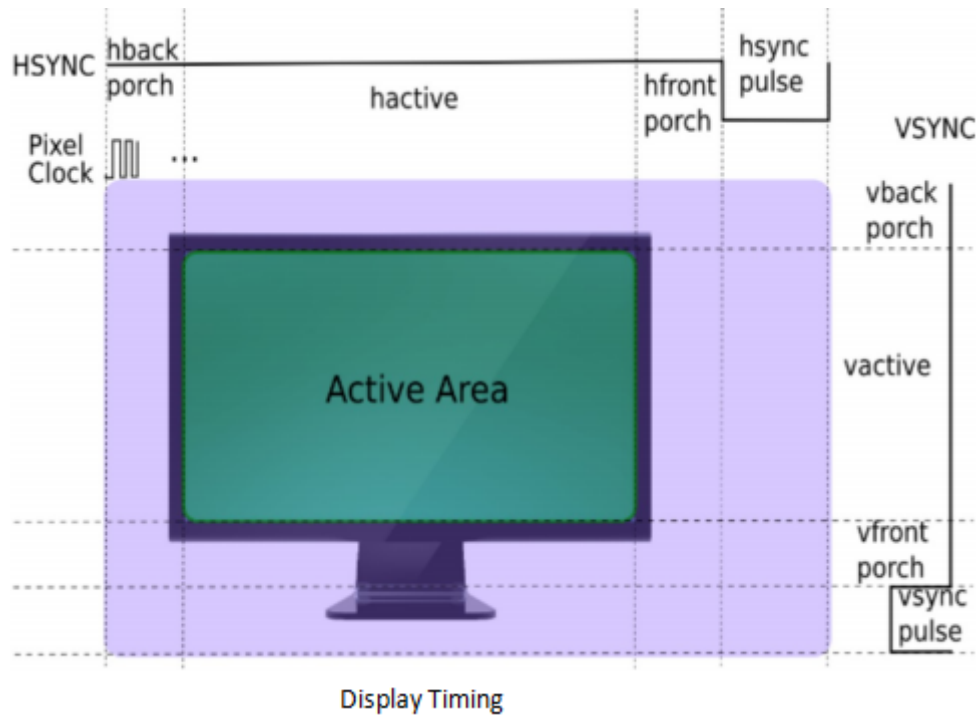 HSYNC
hback
porch
hactive
hfront
porch
hsync
pulse
VSYNC
Pixel
Clock
...
vback
porch
Active Area
vactive
vfront
porch
vsync
pulse
Display Timing